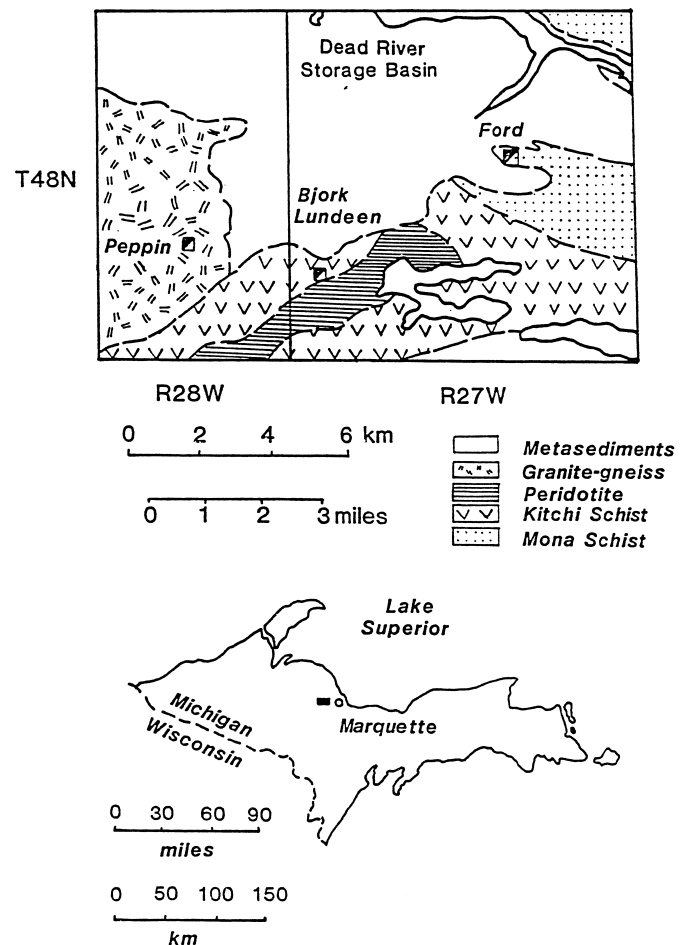 Dead River
Storage Basin
Ford
T48N
Bjork
Lundeen
Peppin
R28W
R27W
0 2 4 6 km
0 1 2 3 miles
Metasediments
Granite-gneiss
Peridotite
Kitchi Schist
Mona Schist
Lake
Superior
Michigan
Wisconsin
Marquette
0 30 60 90
miles
0 50 100 150
km